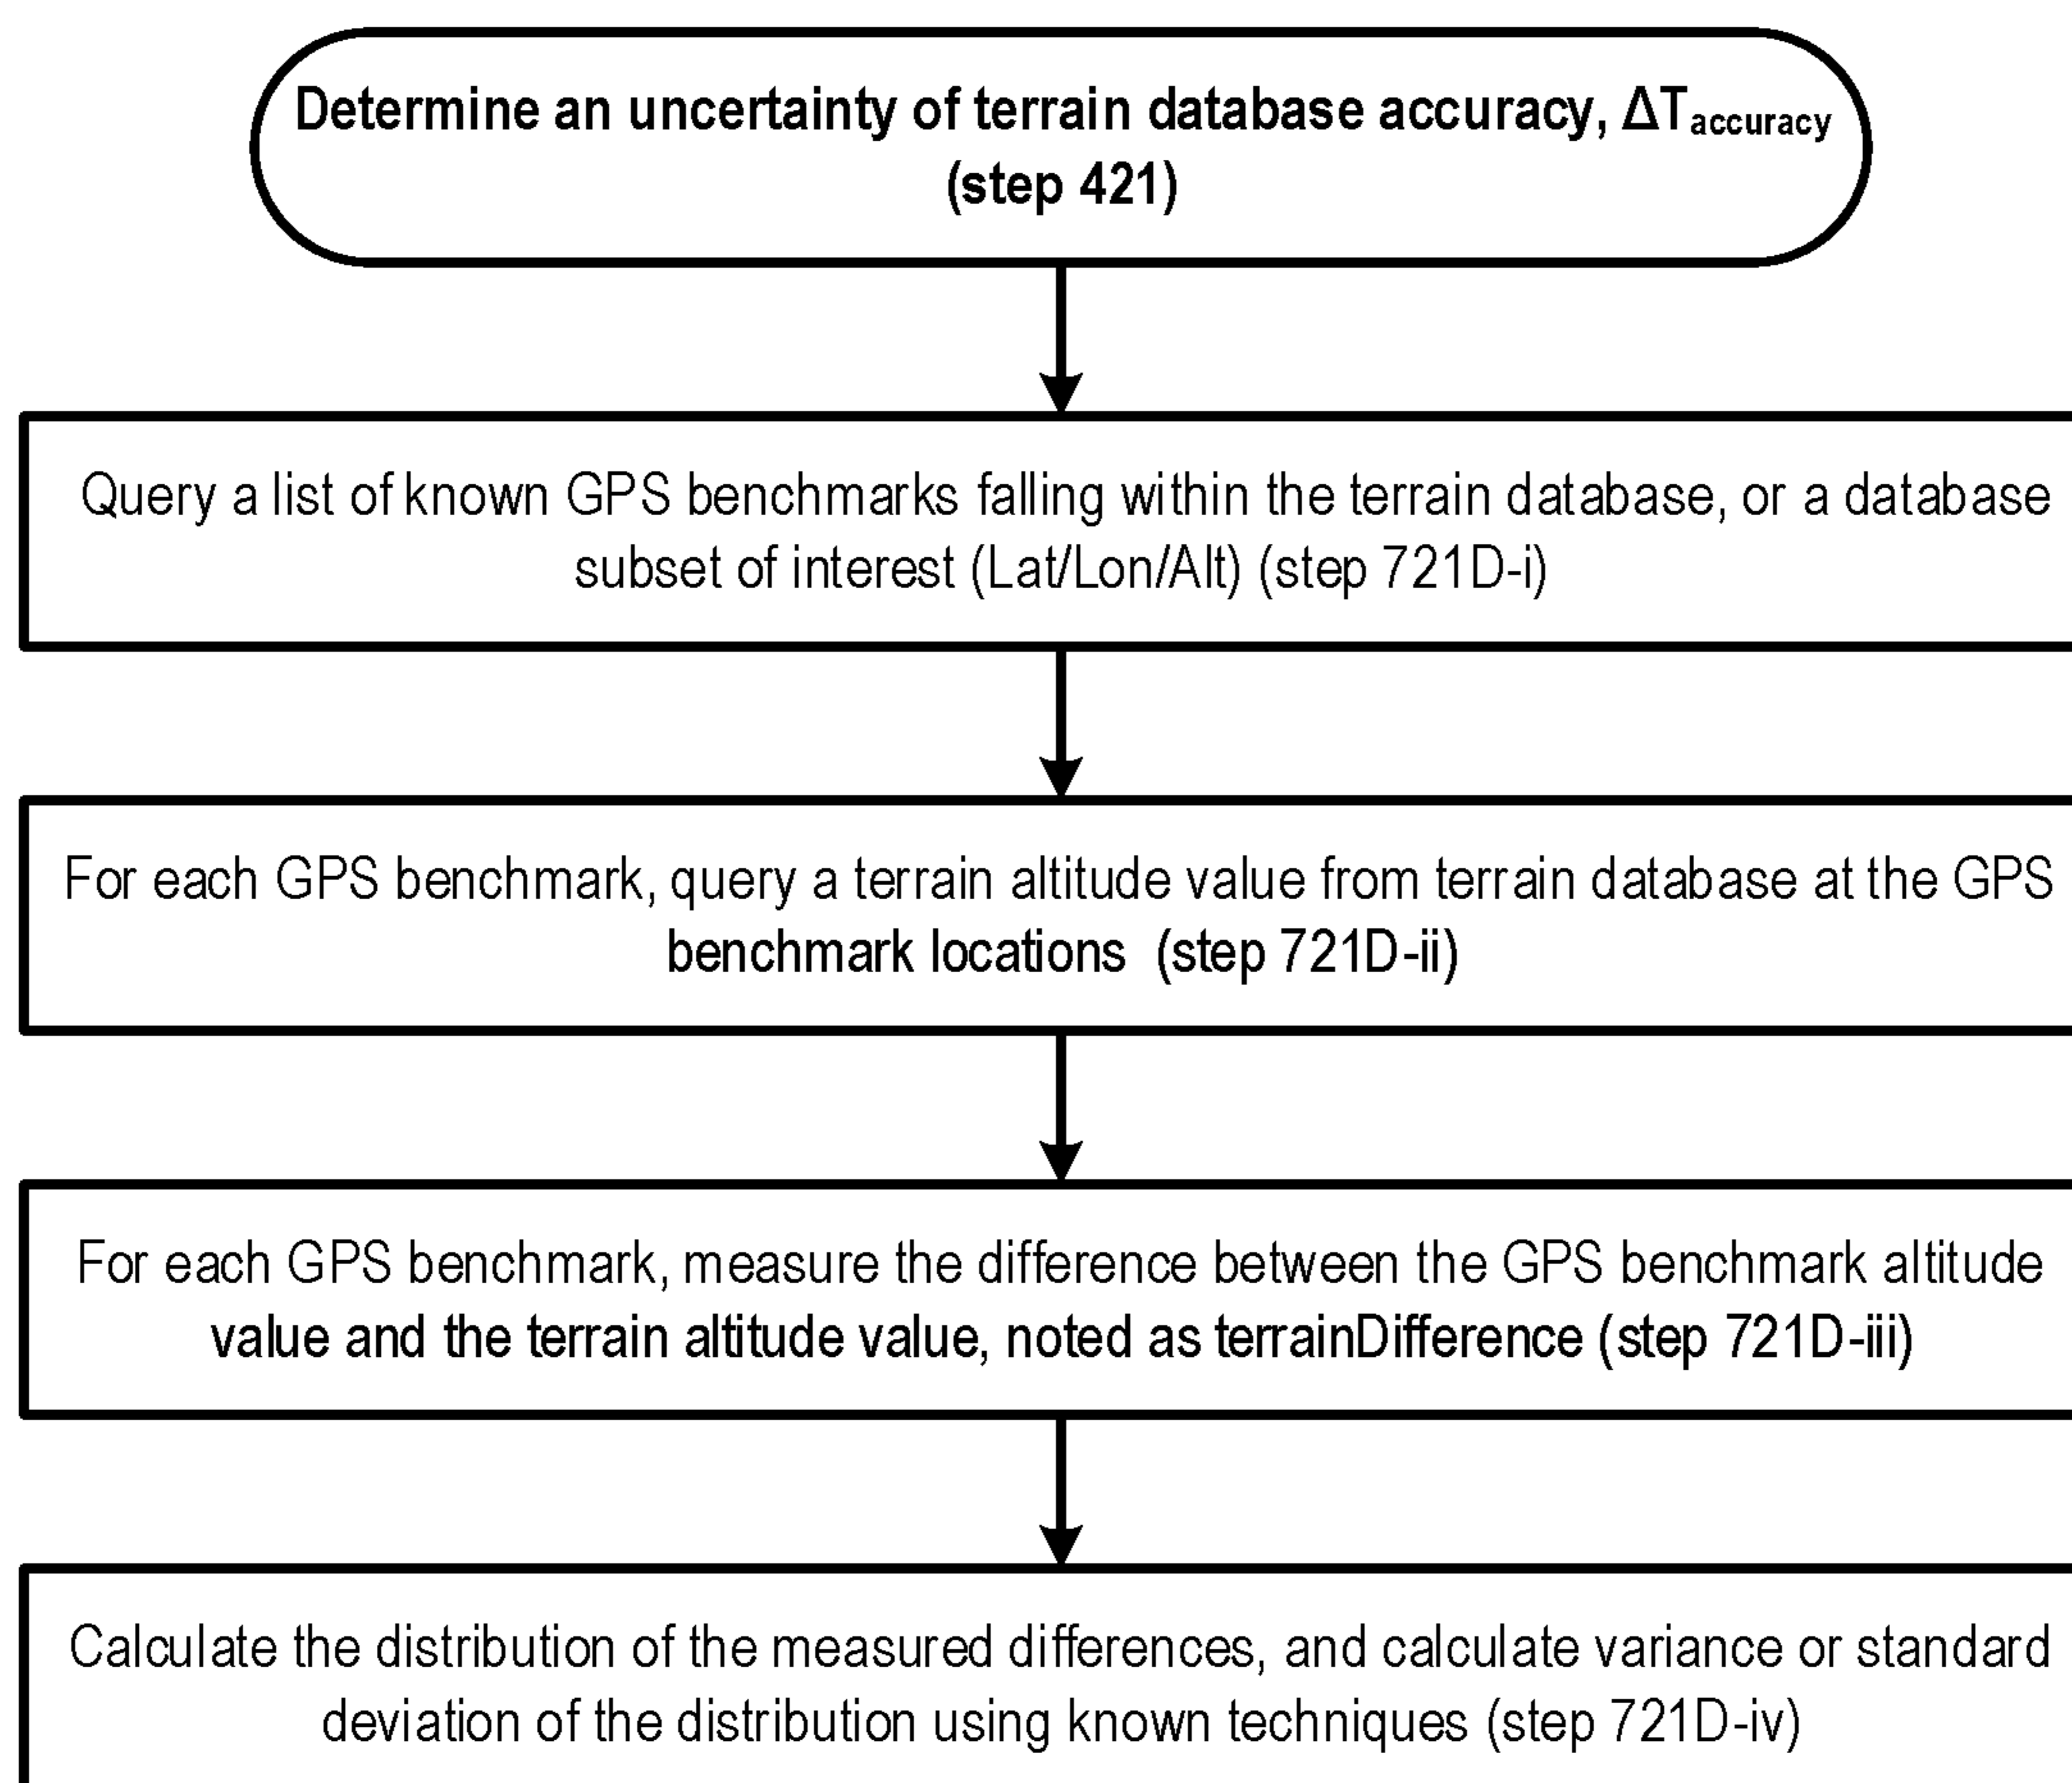 Determine an uncertainty of terrain database accuracy, ΔTaccuracy
(step 421)
Query a list of known GPS benchmarks falling within the terrain database, or a database
subset of interest (Lat/Lon/Alt) (step 721D-i)
For each GPS benchmark, query a terrain altitude value from terrain database at the GPS
benchmark locations (step 721D-ii)
For each GPS benchmark, measure the difference between the GPS benchmark altitude
value and the terrain altitude value, noted as terrainDifference (step 721D-iii)
Calculate the distribution of the measured differences, and calculate variance or standard
deviation of the distribution using known techniques (step 721D-iv)